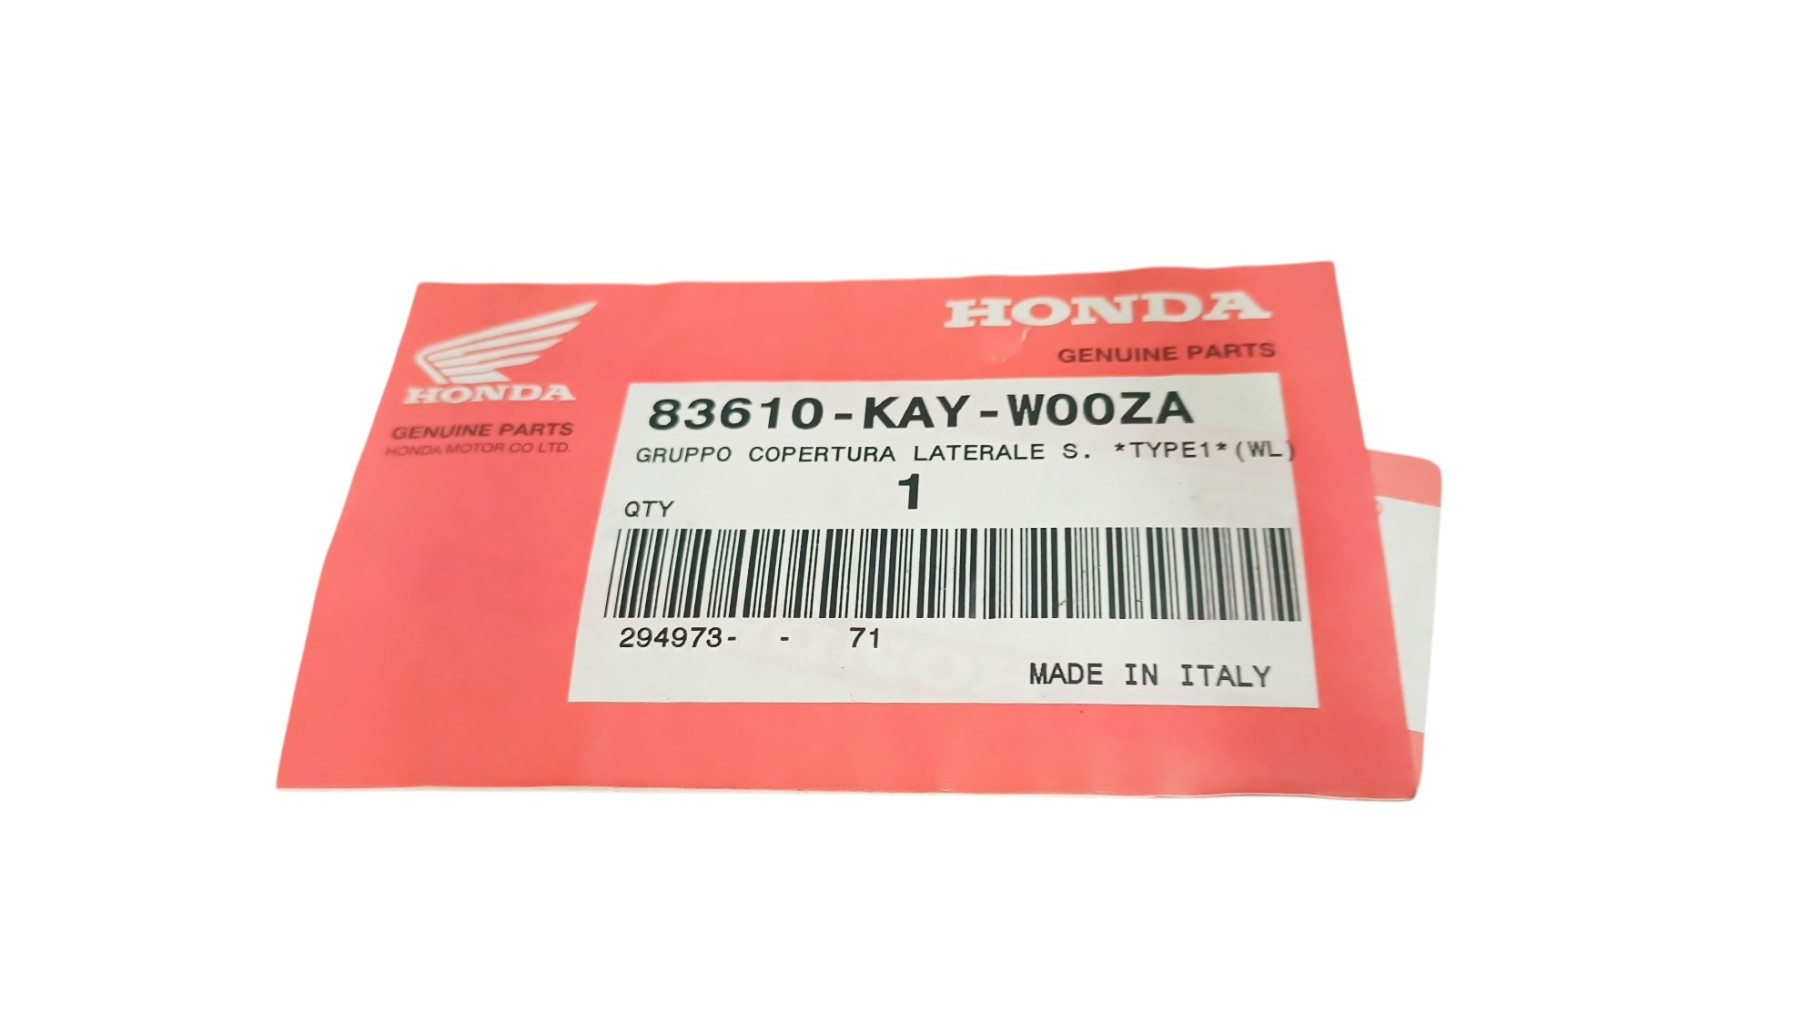 HONDA
GENUINE PARTS
HONDA
GENUINE PARTS
HONDA MOTOR CO LTD.
83610-KAY-W00ZA
GRUPPO COPERTURA LATERALE S. *TYPE1*(WL)
QTY 1
294973- - 71
MADE IN ITALY